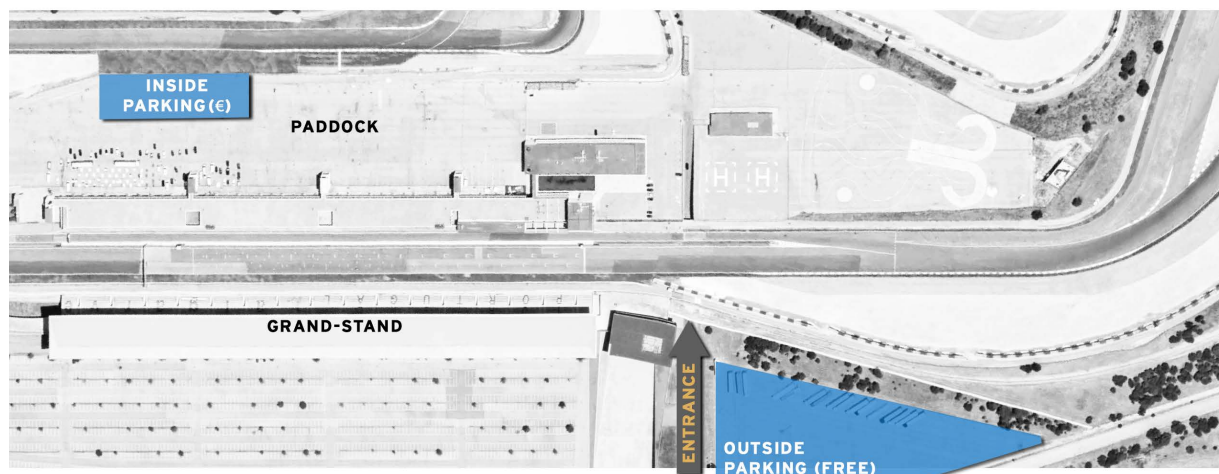 INSIDE
PARKING(€)
PADDOCK
H H
GRAND-STAND
ENTRANCE
OUTSIDE
PARKING (FREE)